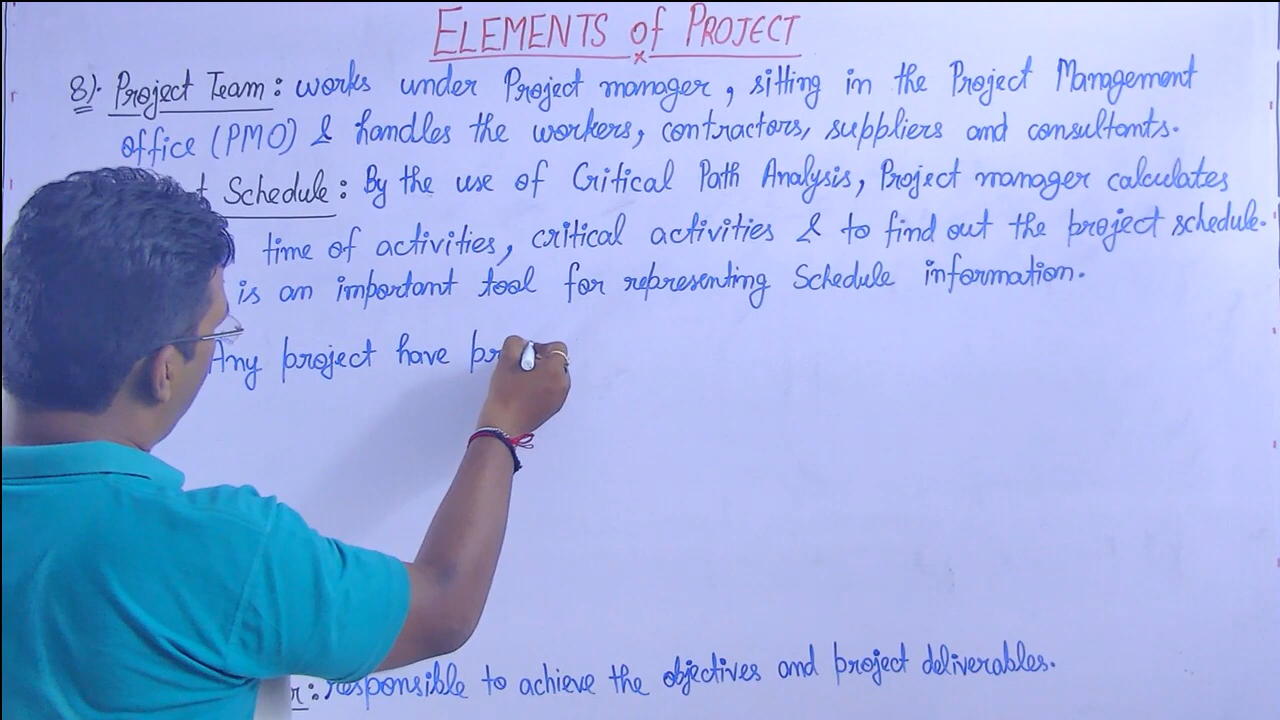 ELEMENTS of PROJECT
8). Project Team: works under Project manager, sitting in the Project Management
office (PMO) & handles the workers, contractors, suppliers and consultants.
Schedule: By the use of Critical Path Analysis, Project manager calculates
time of activities, critical activities & to find out the project schedule.
is an important tool for representing Schedule information.
Any project have
: responsible to achieve the objectives and project deliverables.